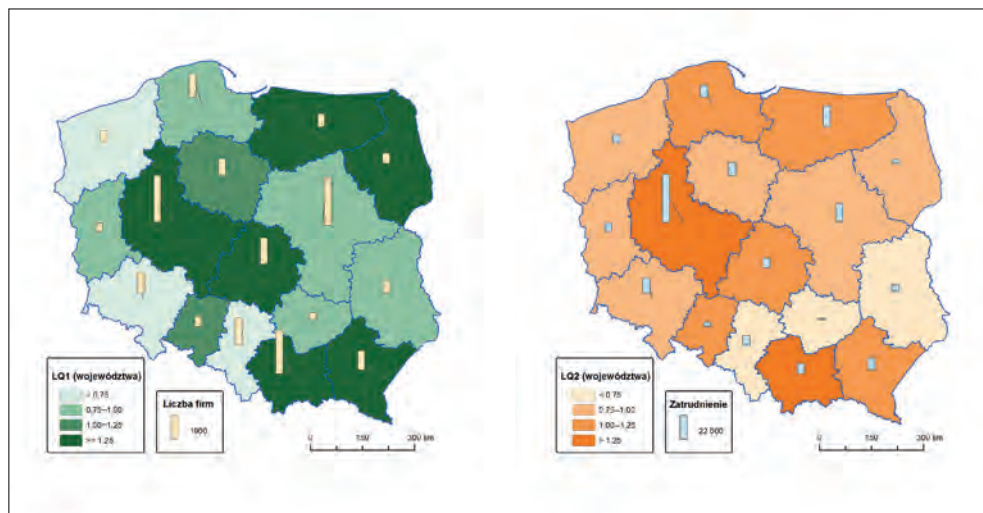 LQ1 (województwa)
< 0,75
0,75–1,00
1,00–1,25
>= 1,25
Liczba firm
1900
0 150 300 km
LQ2 (województwa)
< 0,75
0,75–1,00
1,00–1,25
> 1,25
Zatrudnienie
22 000
0 150 300 km